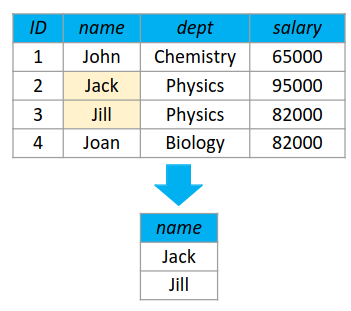 ID name dept salary
1 John Chemistry 65000
2 Jack Physics 95000
3 Jill Physics 82000
4 Joan Biology 82000
name
Jack
Jill